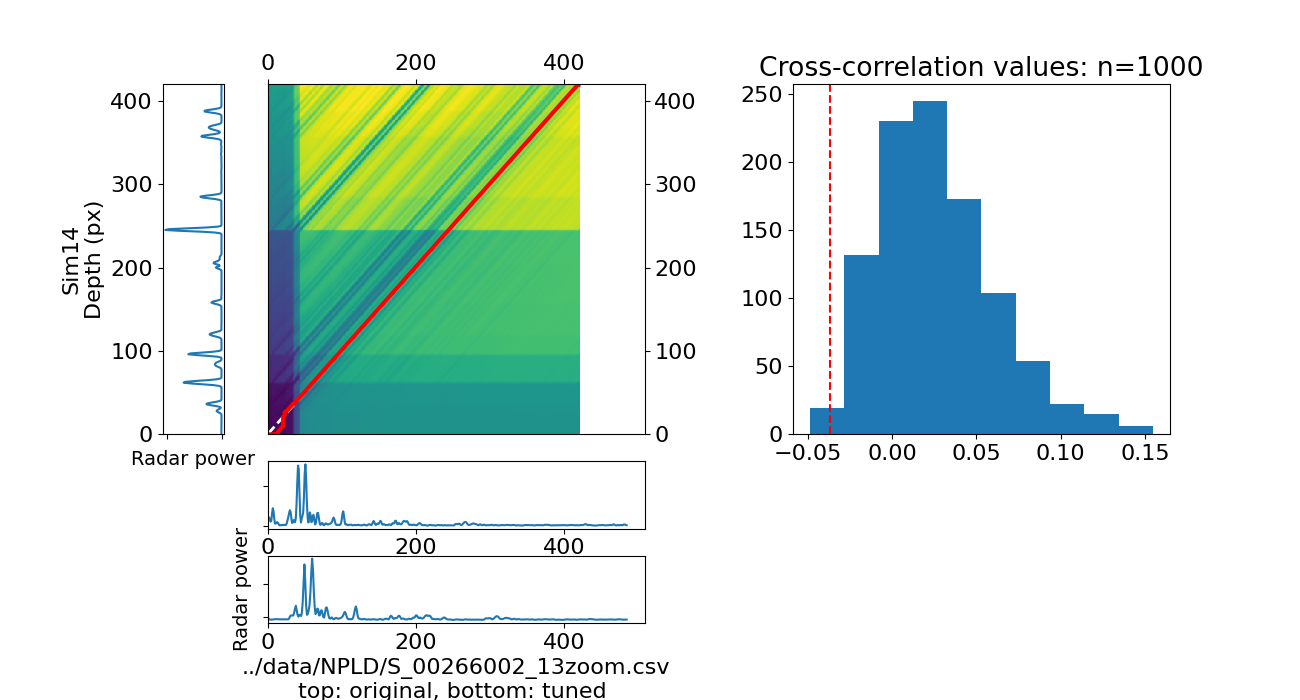 0 200 400
Cross-correlation values: n=1000
400 400 250
300 300 200
200 200 150
100 100 100
50
0 0 0
Sim14
Depth (px)
−0.05 0.00 0.05 0.10 0.15
Radar power
0 200 400
Radar power
0 200 400
../data/NPLD/S_00266002_13zoom.csv
top: original, bottom: tuned